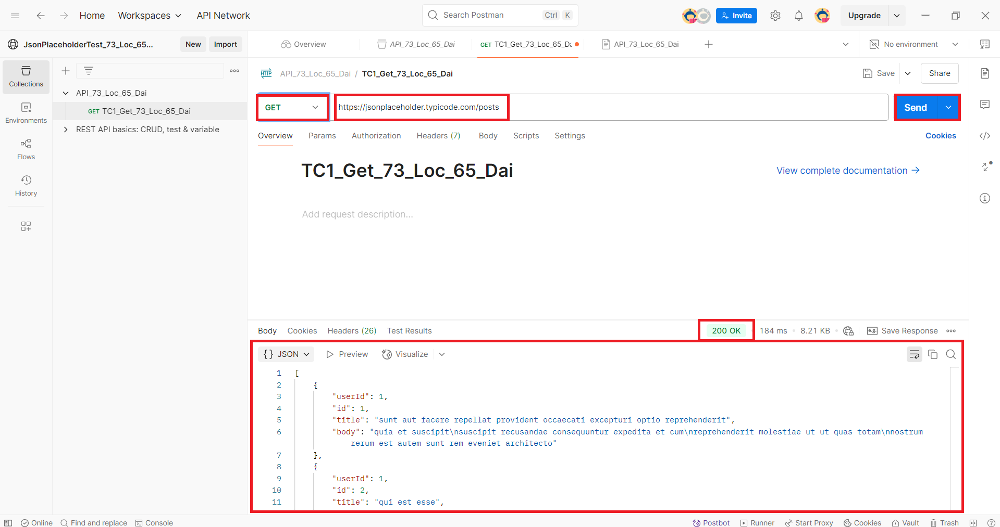 Home Workspaces API Network Search Postman Ctrl K Invite Upgrade
JsonPlaceholderTest_73_Loc_65... New Import Overview API_73_Loc_65_Dai GET TC1_Get_73_Loc_65_Da API_73_Loc_65_Dai No environment
Collections
Environments
Flows
History
API_73_Loc_65_Dai
GET TC1_Get_73_Loc_65_Dai
REST API basics: CRUD, test & variable
HTTP API_73_Loc_65_Dai / TC1_Get_73_Loc_65_Dai Save Share
GET https://jsonplaceholder.typicode.com/posts Send
Overview Params Authorization Headers (7) Body Scripts Settings Cookies
TC1_Get_73_Loc_65_Dai View complete documentation →
Add request description...
Body Cookies Headers (26) Test Results 200 OK • 184 ms • 8.21 KB • e.g. Save Response
{} JSON Preview Visualize
1 [
2 {
3 "userId": 1,
4 "id": 1,
5 "title": "sunt aut facere repellat provident occaecati excepturi optio reprehenderit",
6 "body": "quia et suscipit\nsuscipit recusandae consequuntur expedita et cum\nreprehenderit molestiae ut ut quas totam\nnostrum
rerum est autem sunt rem eveniet architecto"
7 },
8 {
9 "userId": 1,
10 "id": 2,
11 "title": "qui est esse",
Online Find and replace Console Postbot Runner Start Proxy Cookies Vault Trash